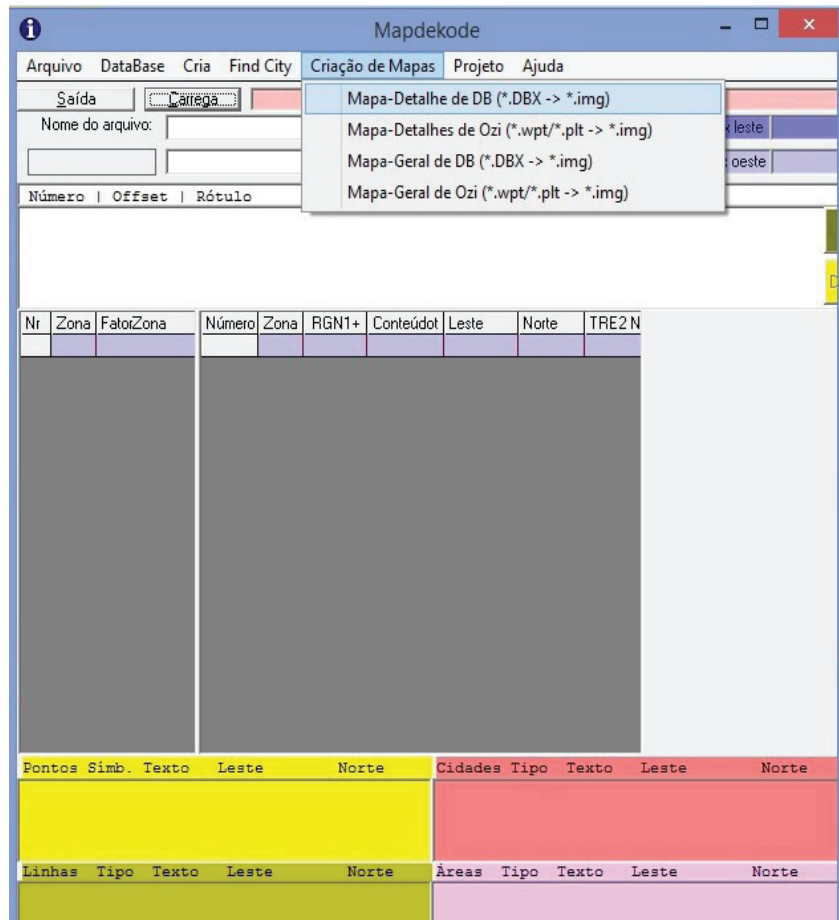 Mapdekode
Arquivo DataBase Cria Find City Criação de Mapas Projeto Ajuda
Saída Carrega
Mapa-Detalhe de DB (*.DBX -> *.img)
Mapa-Detalhes de Ozi (*.wpt/*.plt -> *.img)
Mapa-Geral de DB (*.DBX -> *.img)
Mapa-Geral de Ozi (*.wpt/*.plt -> *.img)
Nome do arquivo: leste
oeste
Número | Offset | Rótulo
D
Nr Zona FatorZona Número Zona RGN1+ Conteúdot Leste Norte TRE2 N
Pontos Símb. Texto Leste Norte Cidades Tipo Texto Leste Norte
Linhas Tipo Texto Leste Norte Áreas Tipo Texto Leste Norte